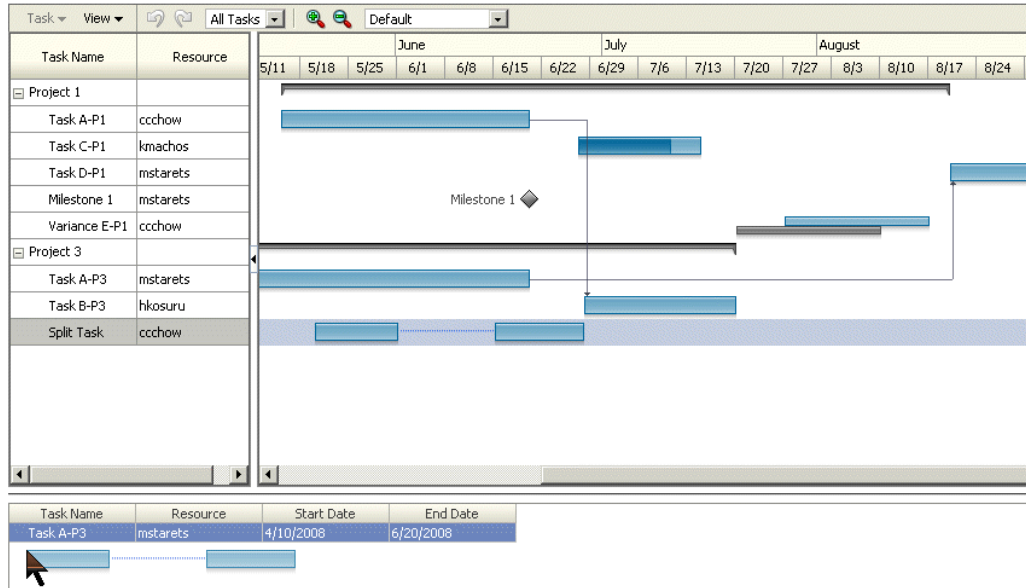 Task View All Tasks Default
Task Name Resource
June July August
5/11 5/18 5/25 6/1 6/8 6/15 6/22 6/29 7/6 7/13 7/20 7/27 8/3 8/10 8/17 8/24
Project 1
Task A-P1 ccchow
Task C-P1 kmachos
Task D-P1 mstarets
Milestone 1 mstarets Milestone 1
Variance E-P1 ccchow
Project 3
Task A-P3 mstarets
Task B-P3 hkosuru
Split Task ccchow
Task Name Resource Start Date End Date
Task A-P3 mstarets 4/10/2008 6/20/2008